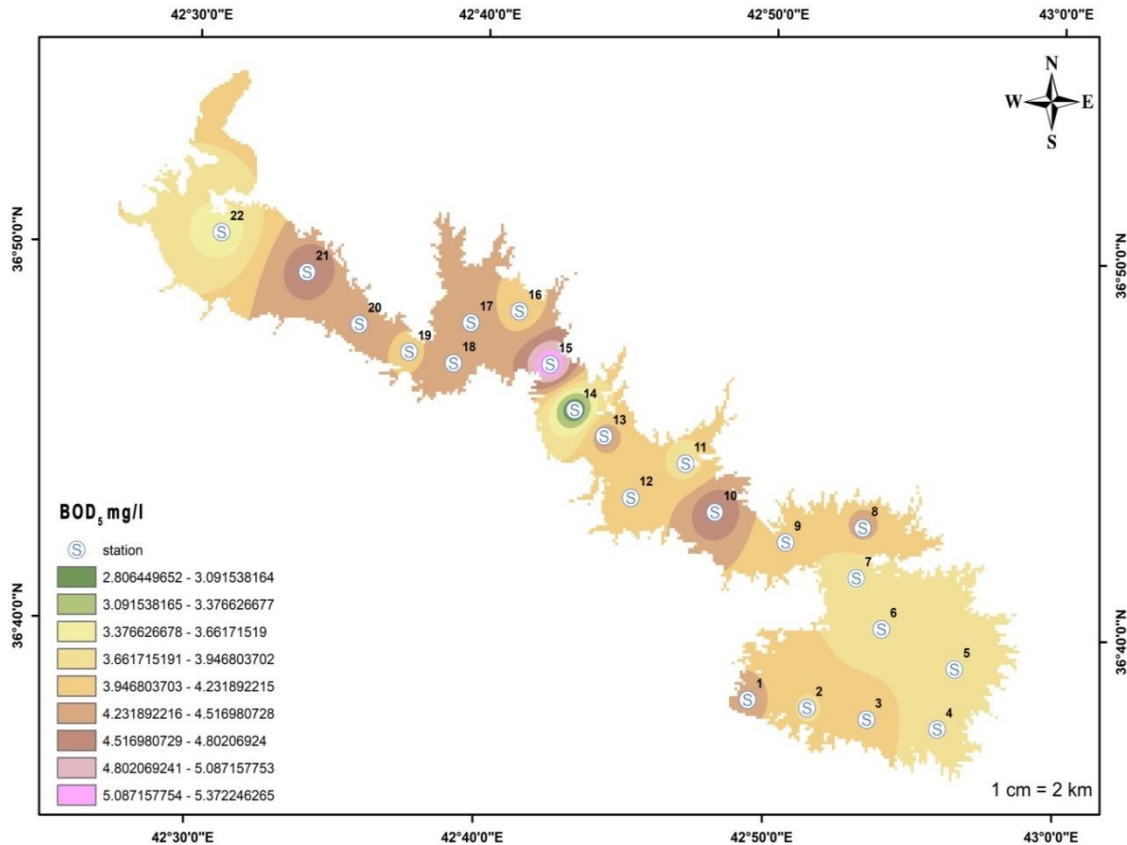 42°30'0"E 42°40'0"E 42°50'0"E 43°0'0"E
N
W E
S
36°50'0"N
36°50'0"N
22
21
20
19
18
17
16
15
14
13
12
11
10
9
8
7
6
5
4
3
2
1
36°40'0"N
36°40'0"N
BOD5 mg/l
S station
2.806449652 - 3.091538164
3.091538165 - 3.376626677
3.376626678 - 3.66171519
3.661715191 - 3.946803702
3.946803703 - 4.231892215
4.231892216 - 4.516980728
4.516980729 - 4.80206924
4.802069241 - 5.087157753
5.087157754 - 5.372246265
1 cm = 2 km
42°30'0"E 42°40'0"E 42°50'0"E 43°0'0"E